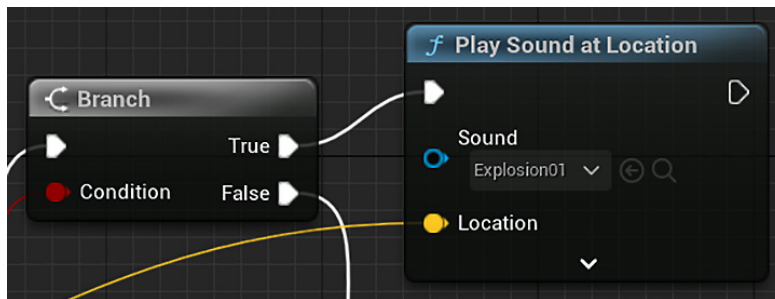 Branch
True
Condition
False
f Play Sound at Location
Sound
Explosion01
Location